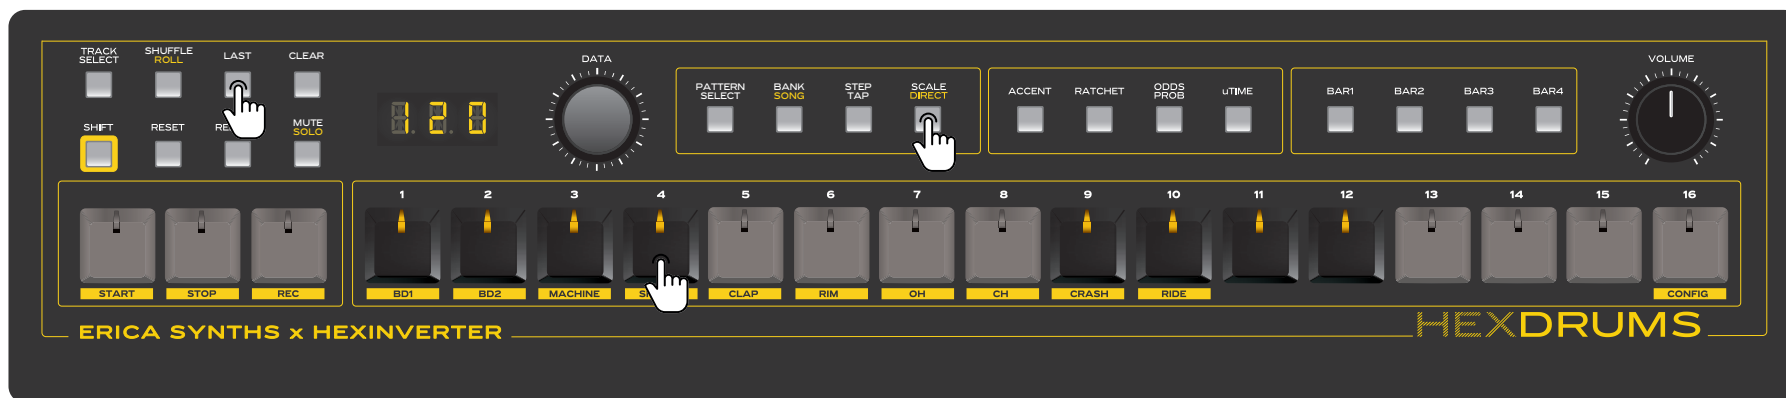 TRACK
SELECT
SHUFFLE
ROLL
LAST
CLEAR
SHIFT
RESET
MUTE
SOLO
120
DATA
PATTERN
SELECT
BANK
SONG
STEP
TAP
SCALE
DIRECT
ACCENT
RATCHET
ODDS
PROB
uTIME
BAR1
BAR2
BAR3
BAR4
VOLUME
START
STOP
REC
1
2
3
4
5
6
7
8
9
10
11
12
13
14
15
16
BD1
BD2
MACHINE
CLAP
RIM
OH
CH
CRASH
RIDE
CONFIG
ERICA SYNTHS x HEXINVERTER
HEXDRUMS